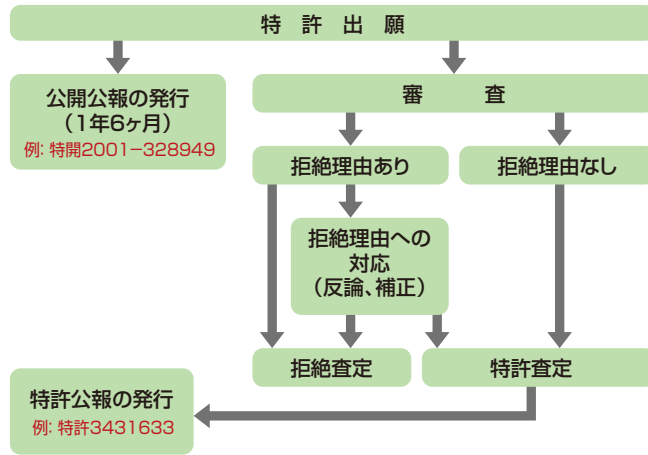 特許出願
公開公報の発行
（1年6ヶ月）
例: 特開2001−328949
審査
拒絶理由あり
拒絶理由なし
拒絶理由への
対応
（反論、補正）
拒絶査定
特許査定
特許公報の発行
例: 特許3431633